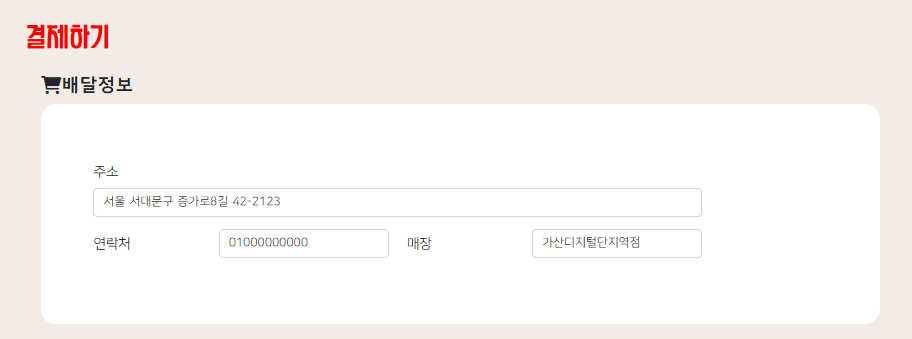 결제하기
배달정보
주소
서울 서대문구 증가로8길 42-2123
연락처 01000000000 매장 가산디지털단지역점